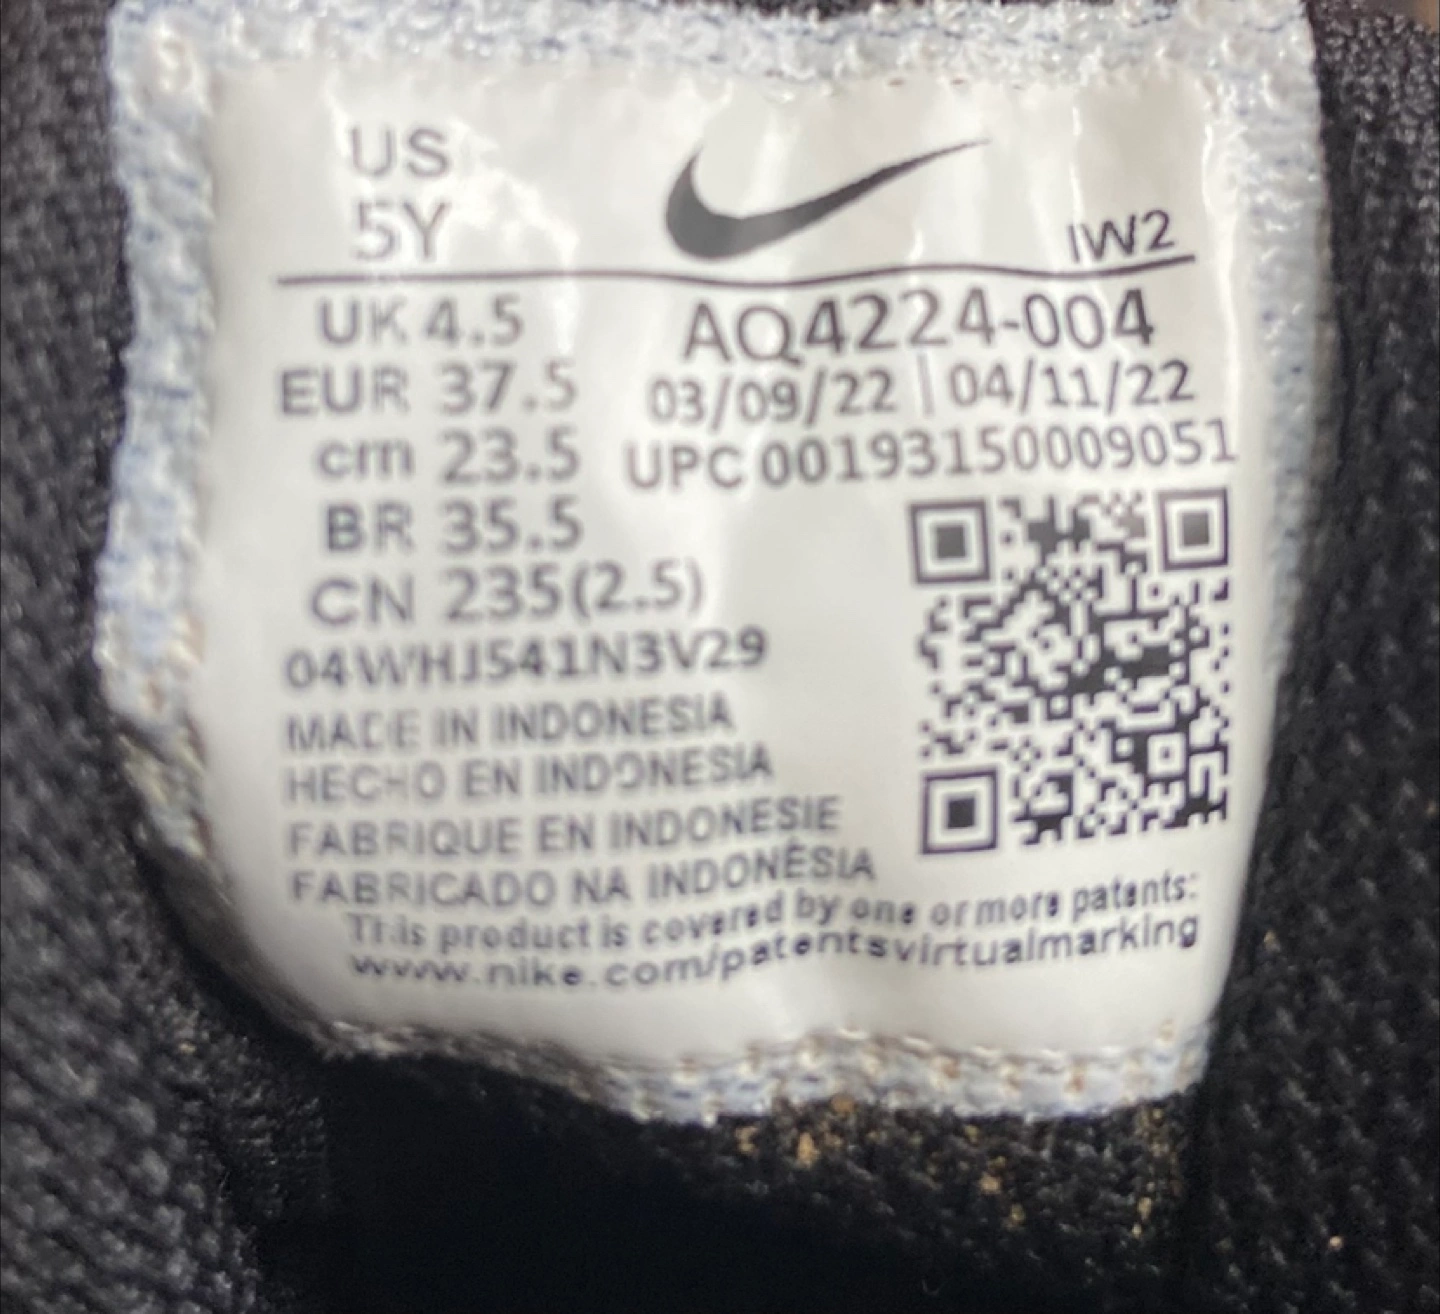 US
5Y
IW2
UK 4.5
EUR 37.5
cm 23.5
BR 35.5
CN 235(2.5)
AQ4224-004
03/09/22 | 04/11/22
UPC 00193150009051
04WHJ541N3V29
MADE IN INDONESIA
HECHO EN INDONESIA
FABRIQUE EN INDONESIE
FABRICADO NA INDONÉSIA
This product is covered by one or more patents:
www.nike.com/patentsvirtualmarking